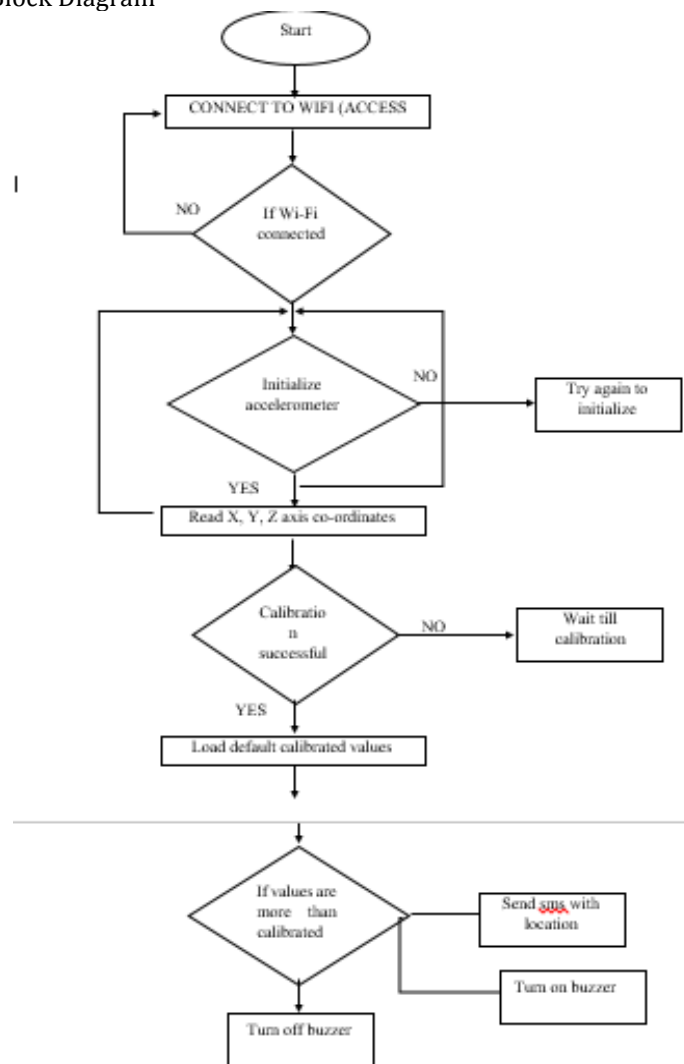 Block Diagram
Start
CONNECT TO WIFI (ACCESS
NO
If Wi-Fi
connected
Initialize
accelerometer
NO
Try again to
initialize
YES
Read X, Y, Z axis co-ordinates
Calibratio
n
successful
NO
Wait till
calibration
YES
Load default calibrated values
If values are
more than
calibrated
Send sms with
location
Turn on buzzer
Turn off buzzer